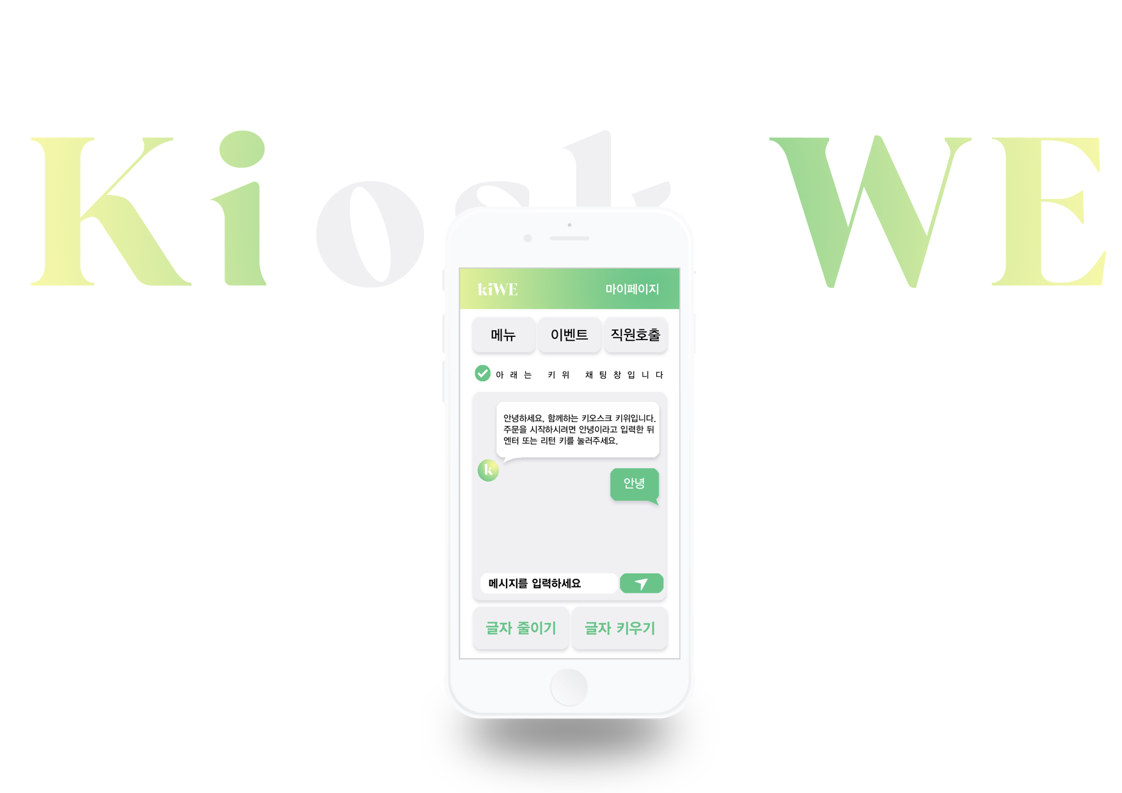 Kiosk WE
kiWE 마이페이지
메뉴 이벤트 직원호출
아래는 키위 채팅창입니다
안녕하세요, 함께하는 키오스크 키위입니다.
주문을 시작하시려면 안녕이라고 입력한 뒤
엔터 또는 리턴 키를 눌러주세요.
k
안녕
메시지를 입력하세요
글자 줄이기 글자 키우기